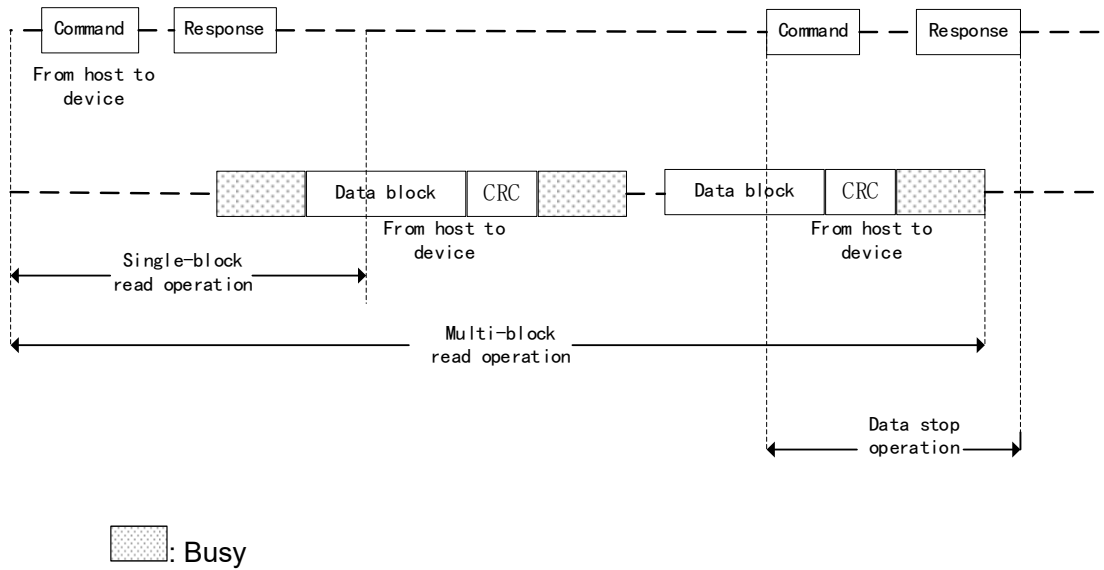 Command
Response
Command
Response
From host to
device
Data block
CRC
Data block
CRC
From host to
device
From host to
device
Single-block
read operation
Multi-block
read operation
Data stop
operation
: Busy